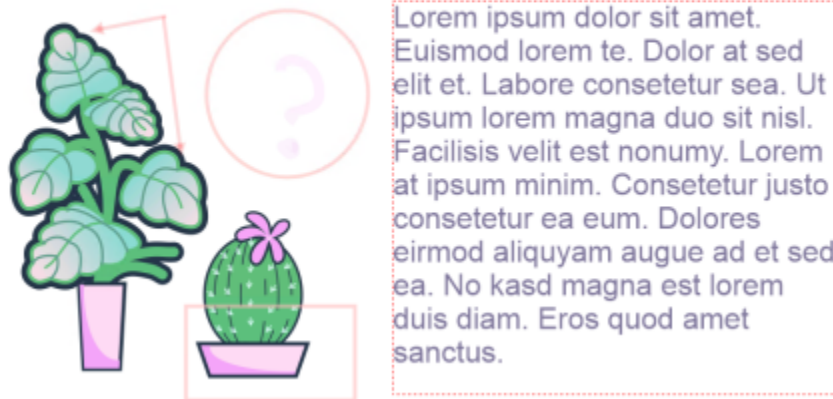 ?
Lorem ipsum dolor sit amet.
Euismod lorem te. Dolor at sed
elit et. Labore consetetur sea. Ut
ipsum lorem magna duo sit nisl.
Facilisis velit est nonumy. Lorem
at ipsum minim. Consetetur justo
consetetur ea eum. Dolores
eirmod aliquyam augue ad et sed
ea. No kasd magna est lorem
duis diam. Eros quod amet
sanctus.